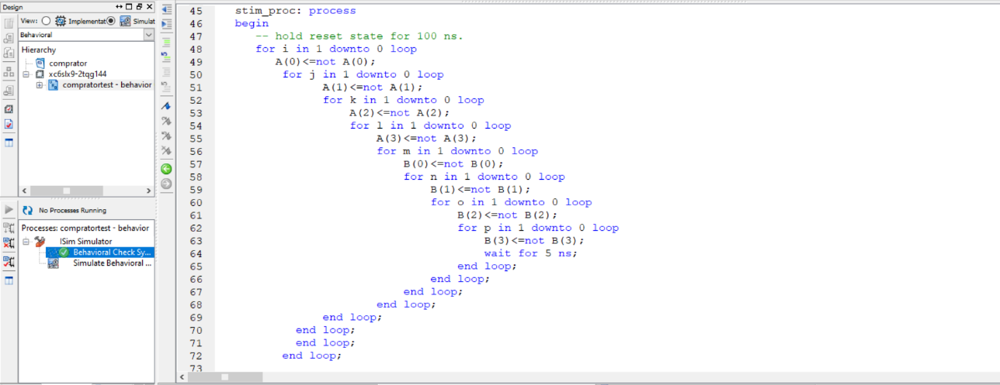 Design
View: Implementat Simulat
Behavioral
Hierarchy
comprator
xc6slx9-2tqg144
compratortest - behavior
No Processes Running
Processes: compratortest - behavior
ISim Simulator
Behavioral Check Sy...
Simulate Behavioral ...
45 stim_proc: process
46 begin
47 -- hold reset state for 100 ns.
48 for i in 1 downto 0 loop
49 A(0)<=not A(0);
50 for j in 1 downto 0 loop
51 A(1)<=not A(1);
52 for k in 1 downto 0 loop
53 A(2)<=not A(2);
54 for l in 1 downto 0 loop
55 A(3)<=not A(3);
56 for m in 1 downto 0 loop
57 B(0)<=not B(0);
58 for n in 1 downto 0 loop
59 B(1)<=not B(1);
60 for o in 1 downto 0 loop
61 B(2)<=not B(2);
62 for p in 1 downto 0 loop
63 B(3)<=not B(3);
64 wait for 5 ns;
65 end loop;
66 end loop;
67 end loop;
68 end loop;
69 end loop;
70 end loop;
71 end loop;
72 end loop;
73